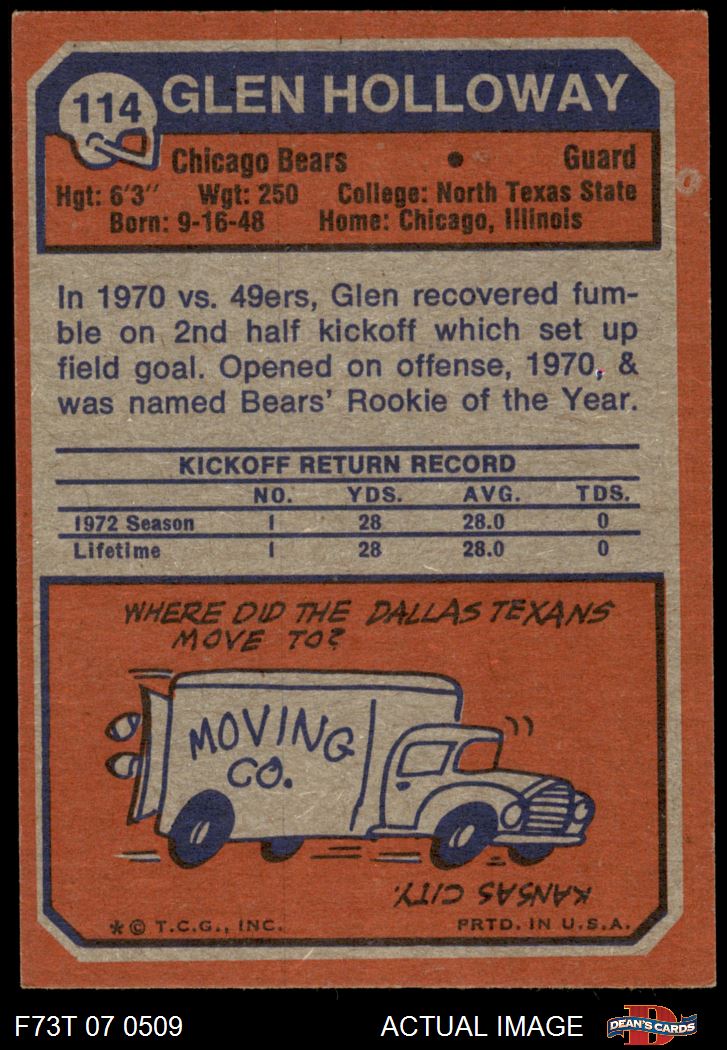 114 GLEN HOLLOWAY
Chicago Bears • Guard
Hgt: 6'3" Wgt: 250 College: North Texas State
Born: 9-16-48 Home: Chicago, Illinois
In 1970 vs. 49ers, Glen recovered fum-
ble on 2nd half kickoff which set up
field goal. Opened on offense, 1970, &
was named Bears' Rookie of the Year.
KICKOFF RETURN RECORD
NO. YDS. AVG. TDS.
1972 Season 1 28 28.0 0
Lifetime 1 28 28.0 0
WHERE DID THE DALLAS TEXANS
MOVE TO?
MOVING
CO.
KANSAS CITY.
* © T.C.G., INC. PRTD. IN U.S.A.
F73T 07 0509 ACTUAL IMAGE D DEAN'S CARDS